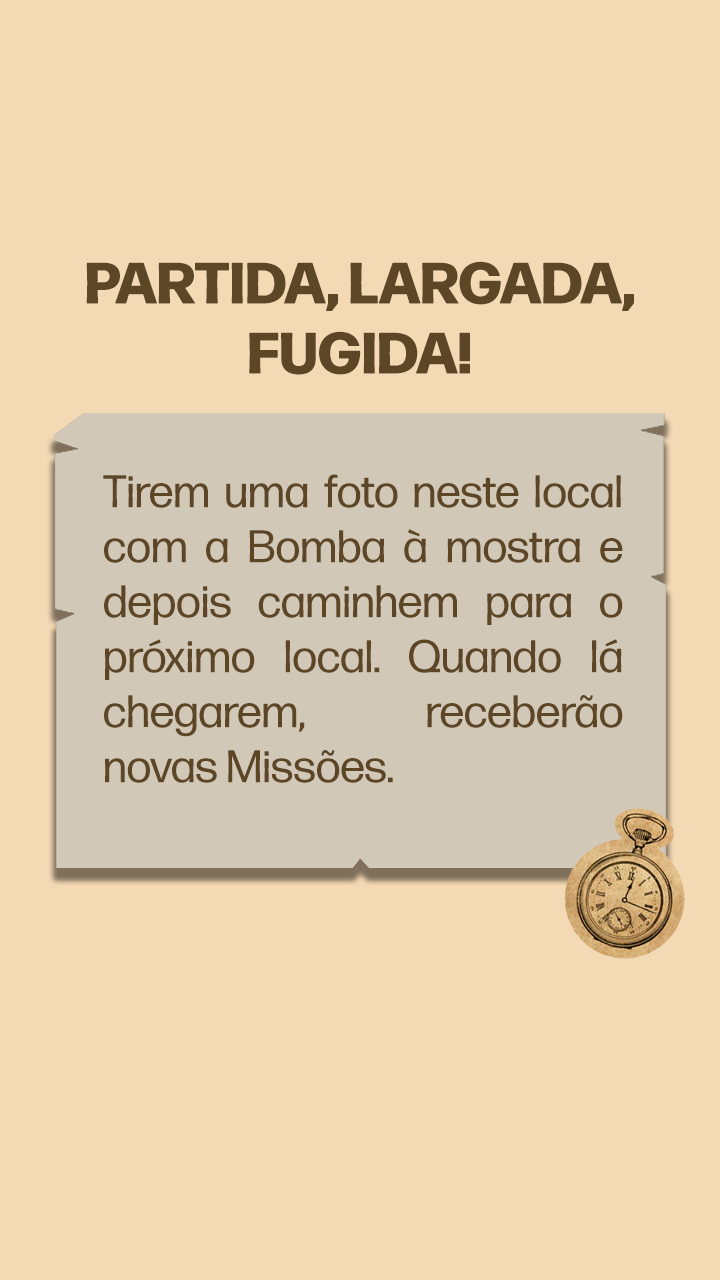 PARTIDA, LARGADA,
FUGIDA!
Tirem uma foto neste local
com a Bomba à mostra e
depois caminhem para o
próximo local. Quando lá
chegarem, receberão
novas Missões.